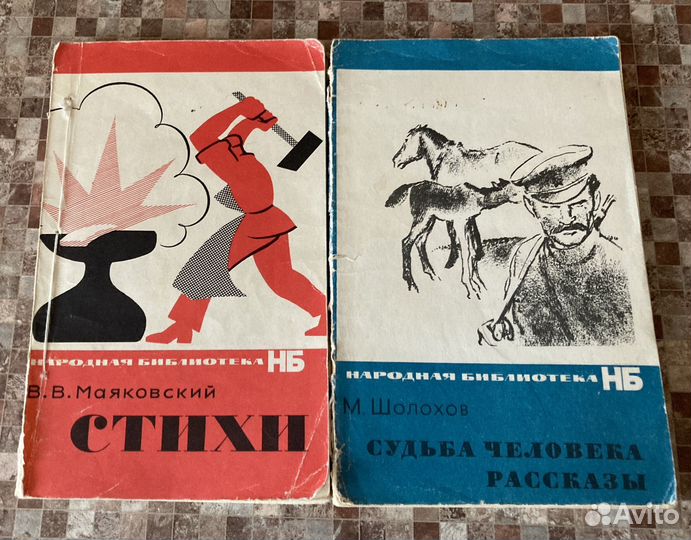 НАРОДНАЯ БИБЛИОТЕКА НБ
В. В. Маяковский
СТИХИ
НАРОДНАЯ БИБЛИОТЕКА НБ
М. Шолохов
СУДЬБА ЧЕЛОВЕКА
РАССКАЗЫ
Avito